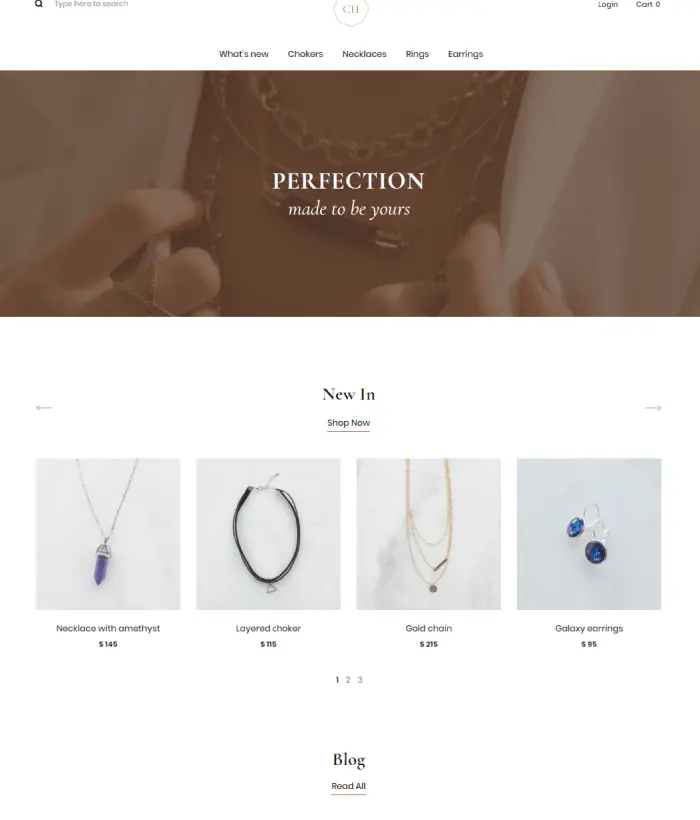 Type here to search
CH
Login
Cart 0
What's new
Chokers
Necklaces
Rings
Earrings
PERFECTION
made to be yours
New In
Shop Now
Necklace with amethyst
Layered choker
Gold chain
Galaxy earrings
$ 145
$ 115
$ 215
$ 95
1 2 3
Blog
Read All